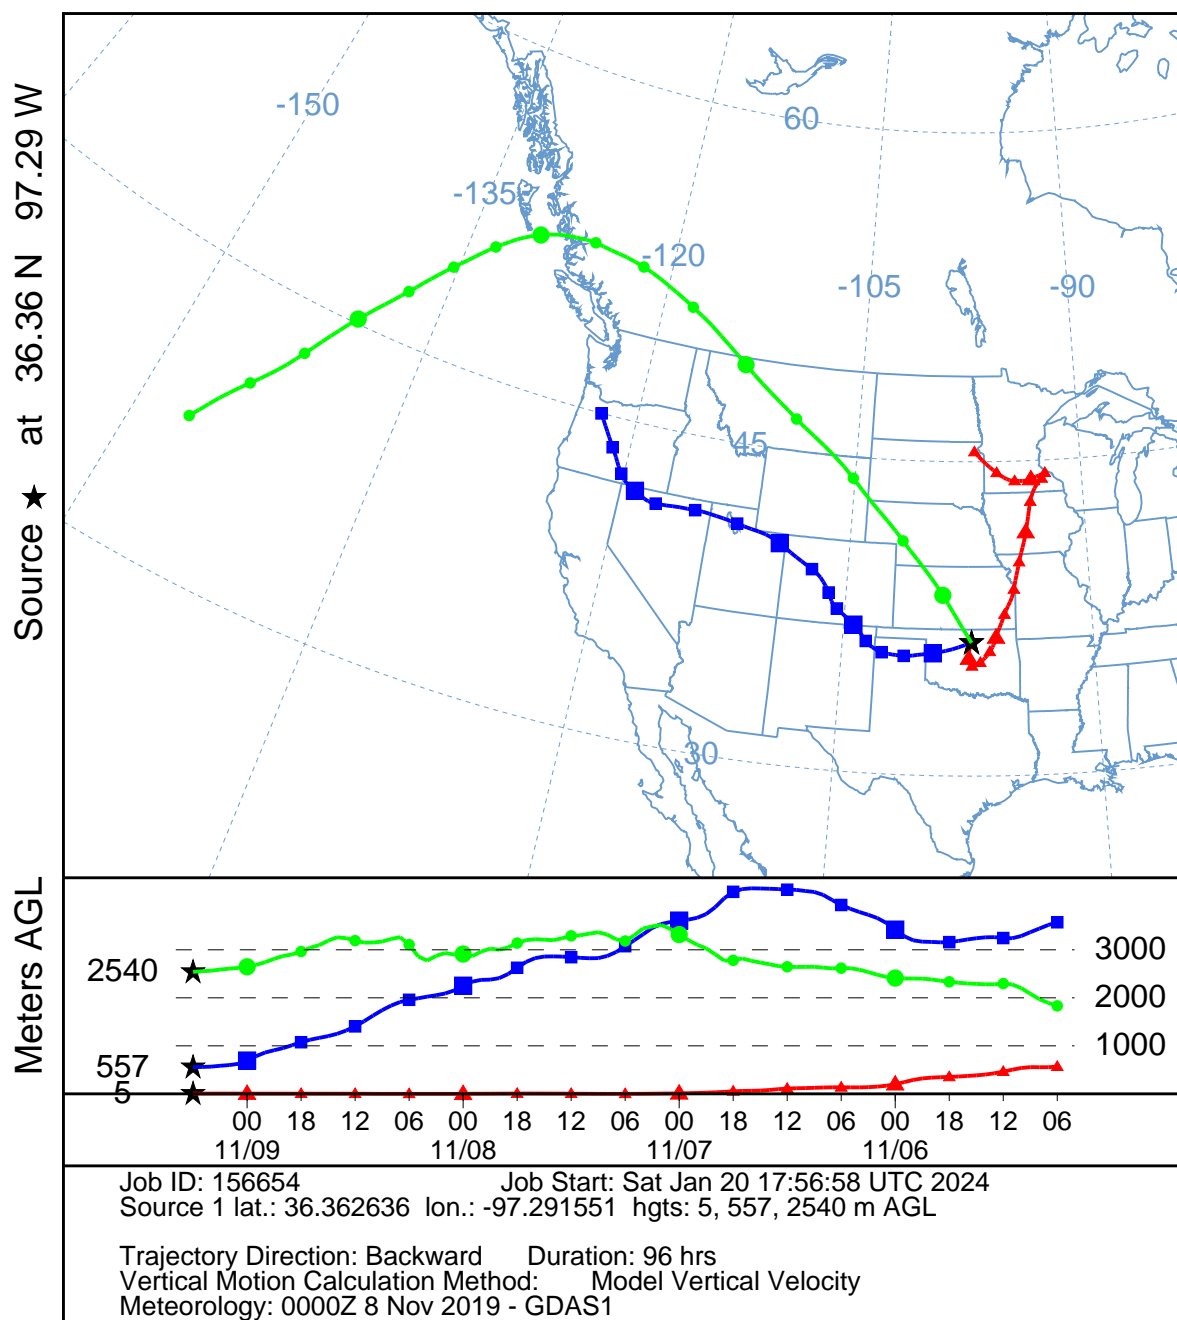 Source ★ at 36.36 N 97.29 W
-150
60
-135
-120
-105
-90
45
30
Meters AGL
2540
557
5
3000
2000
1000
00 18 12 06 00 18 12 06 00 18 12 06 00 18 12 06
11/09 11/08 11/07 11/06
Job ID: 156654 Job Start: Sat Jan 20 17:56:58 UTC 2024
Source 1 lat.: 36.362636 lon.: -97.291551 hgts: 5, 557, 2540 m AGL
Trajectory Direction: Backward Duration: 96 hrs
Vertical Motion Calculation Method: Model Vertical Velocity
Meteorology: 0000Z 8 Nov 2019 - GDAS1